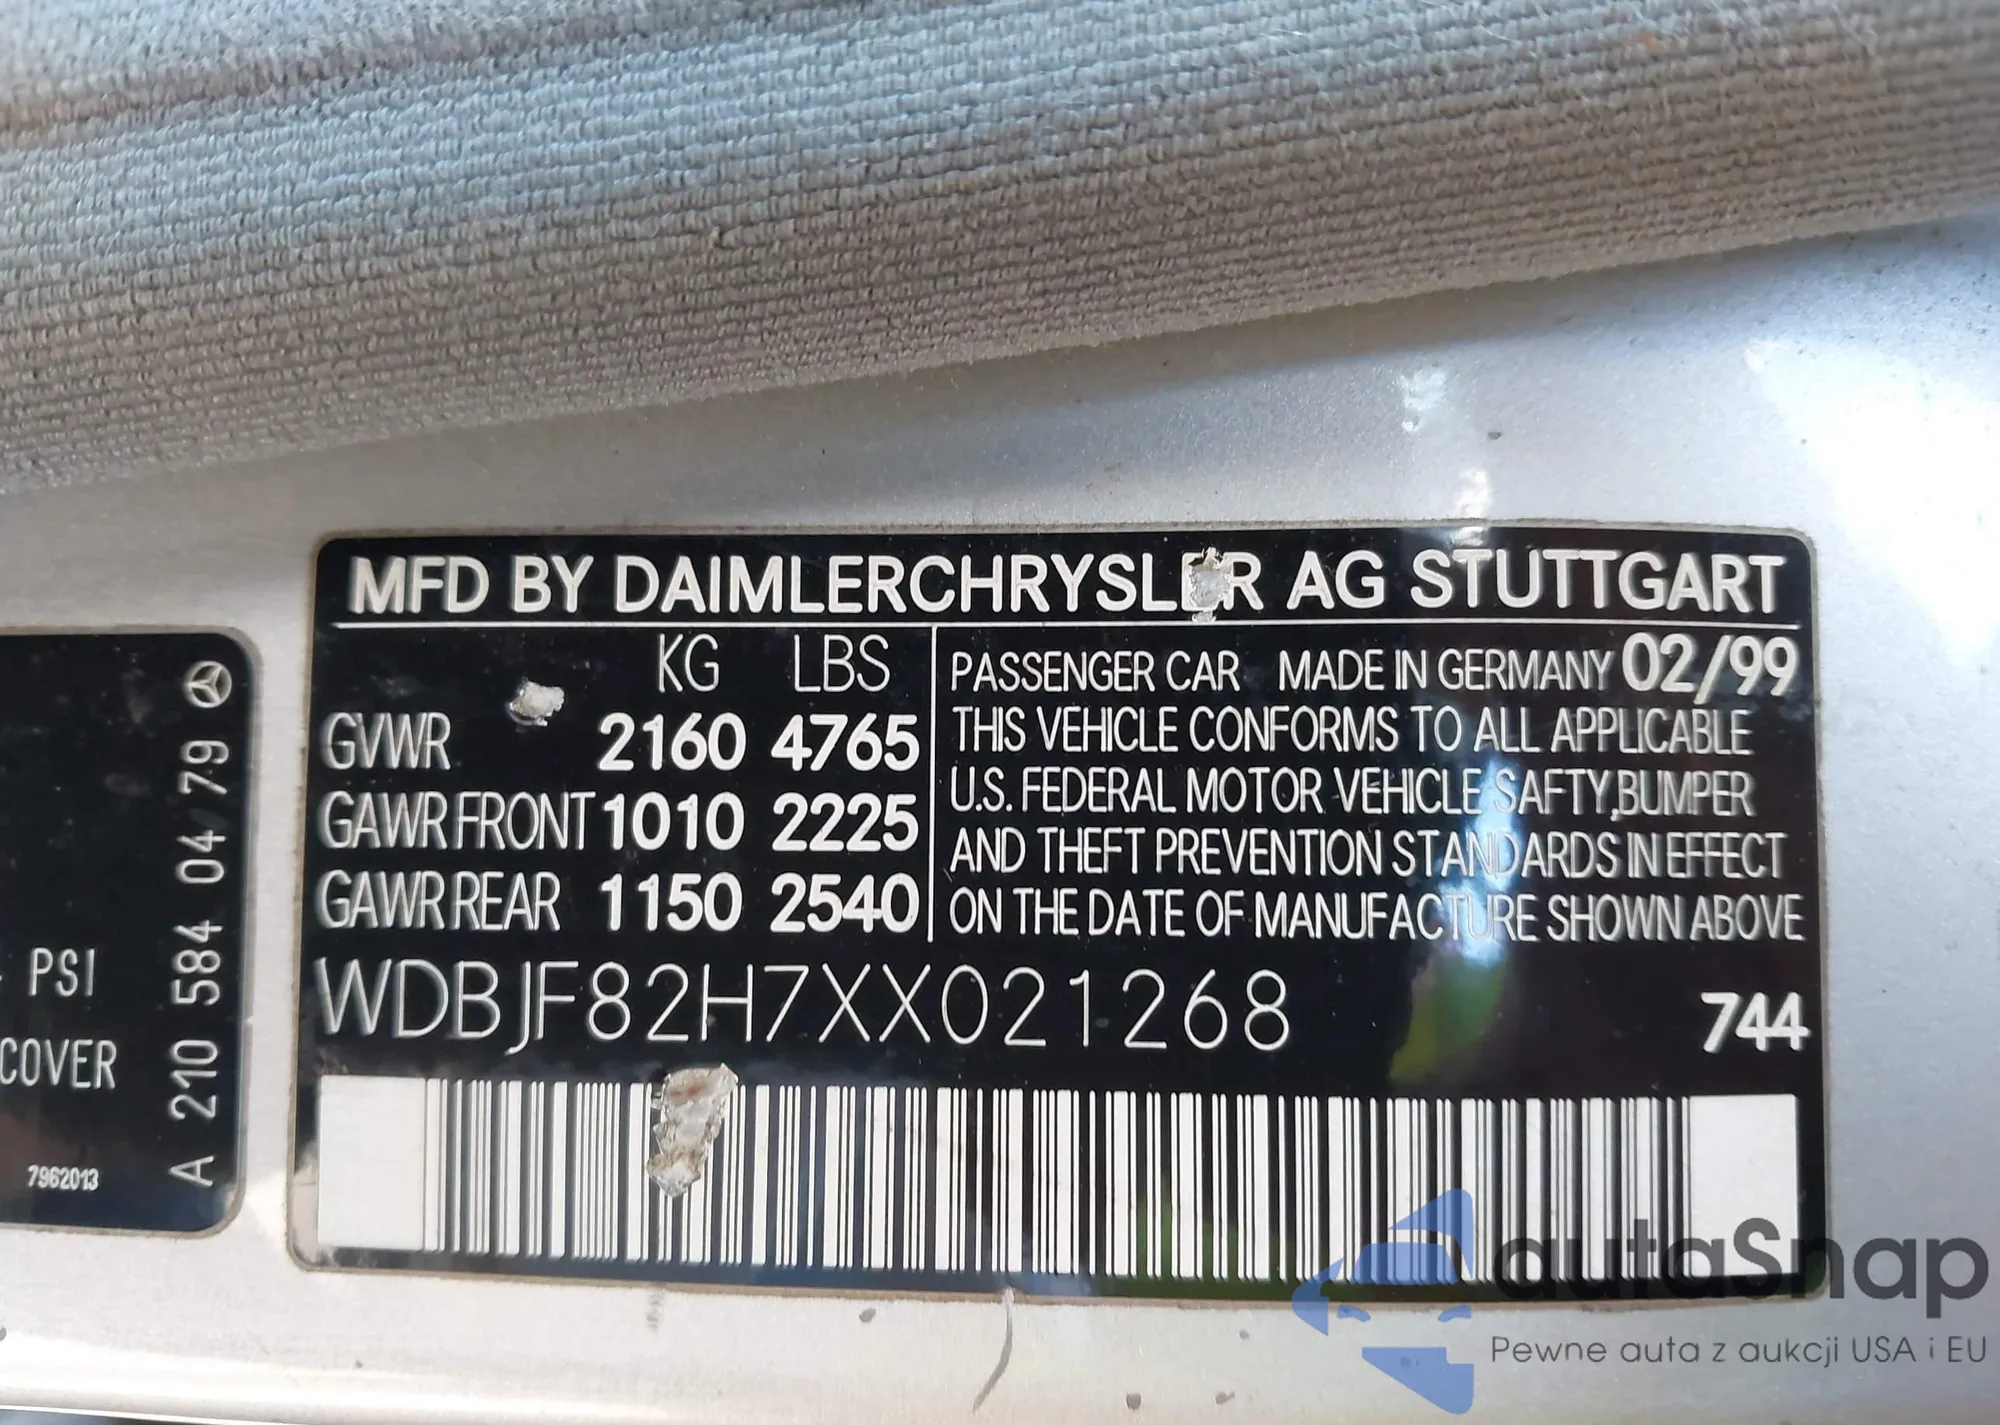 MFD BY DAIMLERCHRYSLER AG STUTTGART
KG LBS
GVWR 2160 4765
GAWR FRONT 1010 2225
GAWR REAR 1150 2540
PASSENGER CAR MADE IN GERMANY 02/99
THIS VEHICLE CONFORMS TO ALL APPLICABLE
U.S. FEDERAL MOTOR VEHICLE SAFTY,BUMPER
AND THEFT PREVENTION STANDARDS IN EFFECT
ON THE DATE OF MANUFACTURE SHOWN ABOVE
WDBJF82H7XX021268 744
PSI
COVER
7962013
A 210 584 04 79
autaSnap
Pewne auta z aukcji USA i EU